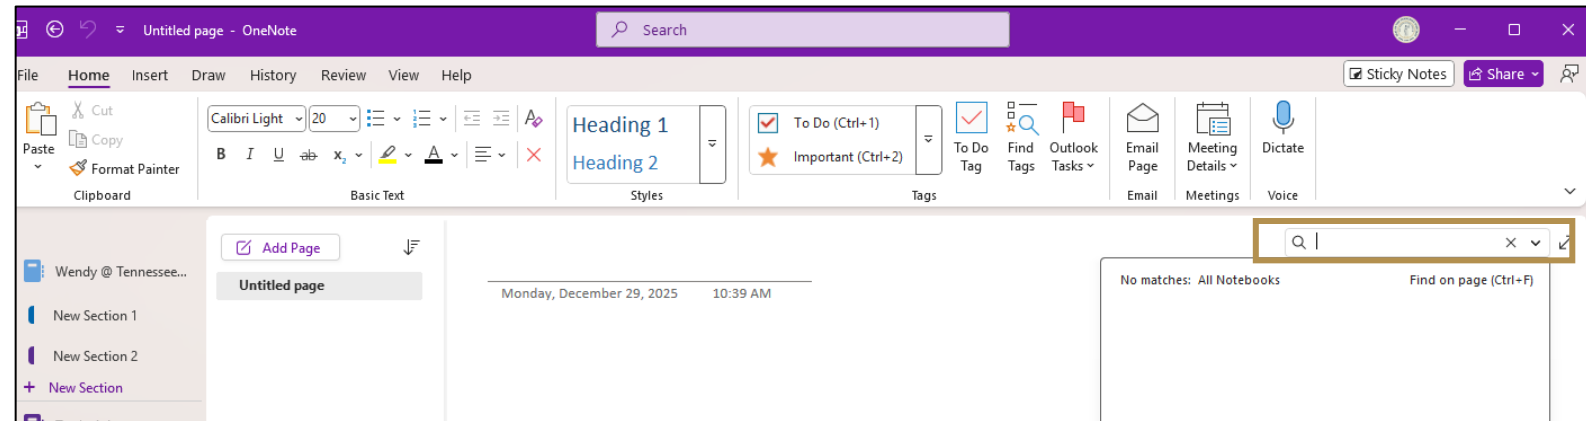 Untitled page - OneNote
Search
File Home Insert Draw History Review View Help
Sticky Notes
Share
Paste
Cut
Copy
Format Painter
Clipboard
Calibri Light 20
B I U ab x₂ A
Basic Text
Heading 1
Heading 2
Styles
To Do (Ctrl+1)
Important (Ctrl+2)
To Do
Tag
Find
Tags
Outlook
Tasks
Tags
Email
Page
Email
Meeting
Details
Meetings
Dictate
Voice
Wendy @ Tennessee...
New Section 1
New Section 2
+ New Section
Add Page
Untitled page
Monday, December 29, 2025 10:39 AM
No matches: All Notebooks
Find on page (Ctrl+F)